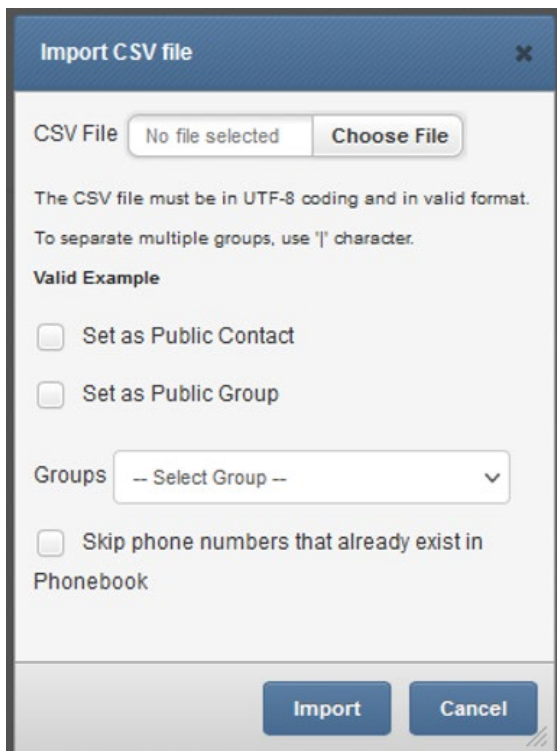 Import CSV file
CSV File No file selected Choose File
The CSV file must be in UTF-8 coding and in valid format.
To separate multiple groups, use '|' character.
Valid Example
Set as Public Contact
Set as Public Group
Groups -- Select Group --
Skip phone numbers that already exist in
Phonebook
Import Cancel